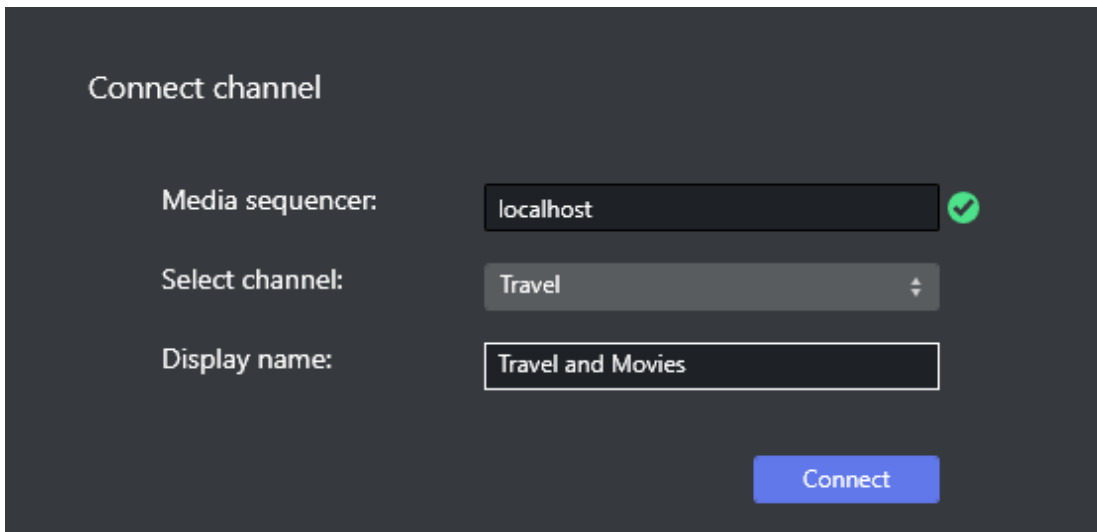 Connect channel
Media sequencer: localhost
Select channel: Travel
Display name: Travel and Movies
Connect